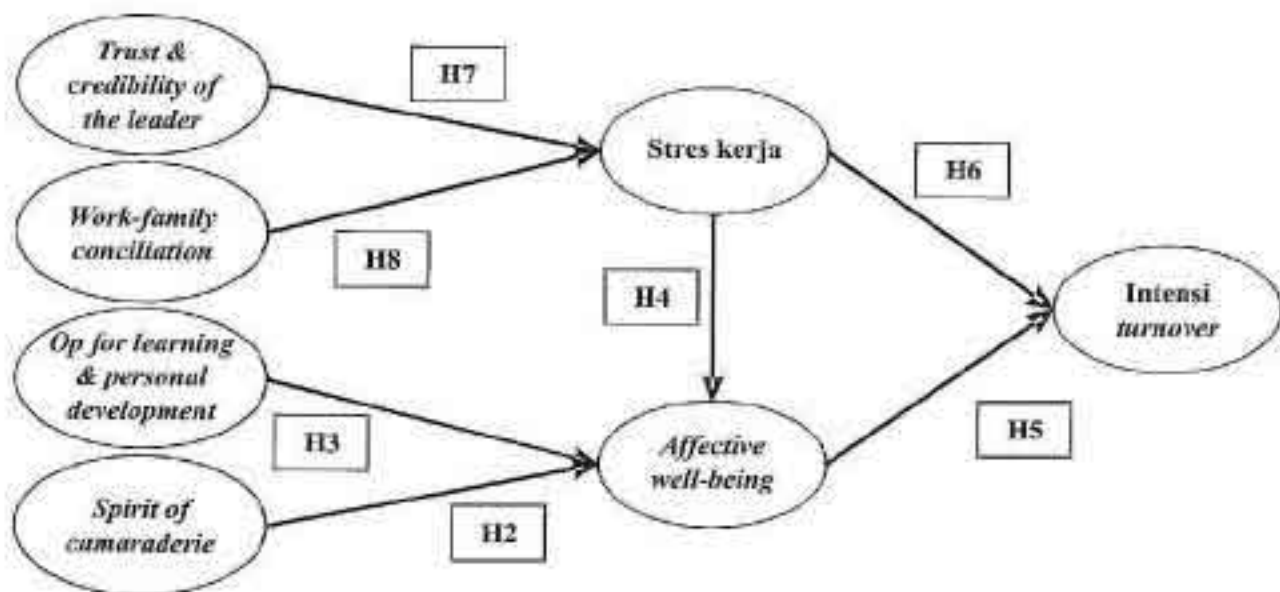 Trust &
credibility of
the leader
H7
Stres kerja
H6
Work-family
conciliation
H8
H4
Intensi
turnover
Op for learning
& personal
development
H3
Affective
well-being
H5
Spirit of
camaraderie
H2